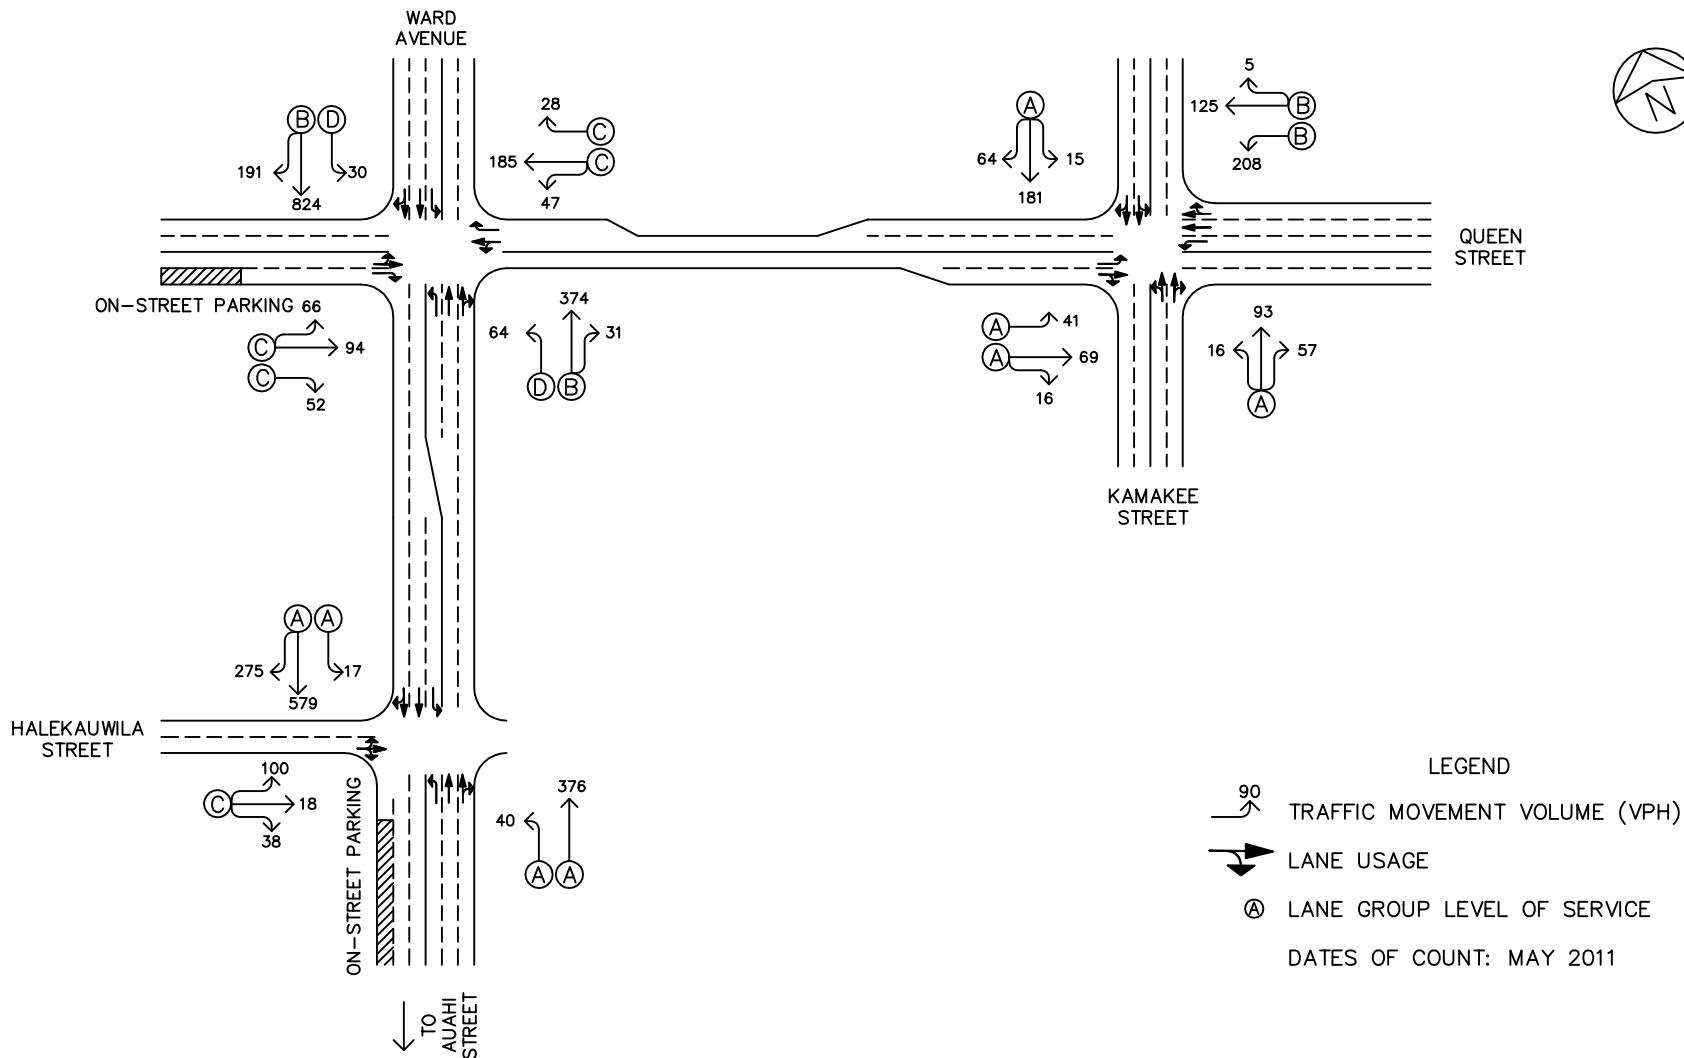 WARD
AVENUE
B D
191
824
30
28
C
185
C
47
A
64
181
15
5
125
B
B
208
N
QUEEN
STREET
ON-STREET PARKING
66
C
94
C
52
374
64
31
D B
A
41
A
69
16
93
16
57
A
KAMAKEE
STREET
A A
275
579
17
HALEKAUWILA
STREET
100
C
18
38
ON-STREET PARKING
376
40
A A
TO
AUAHI
STREET
LEGEND
90
TRAFFIC MOVEMENT VOLUME (VPH)
LANE USAGE
A LANE GROUP LEVEL OF SERVICE
DATES OF COUNT: MAY 2011